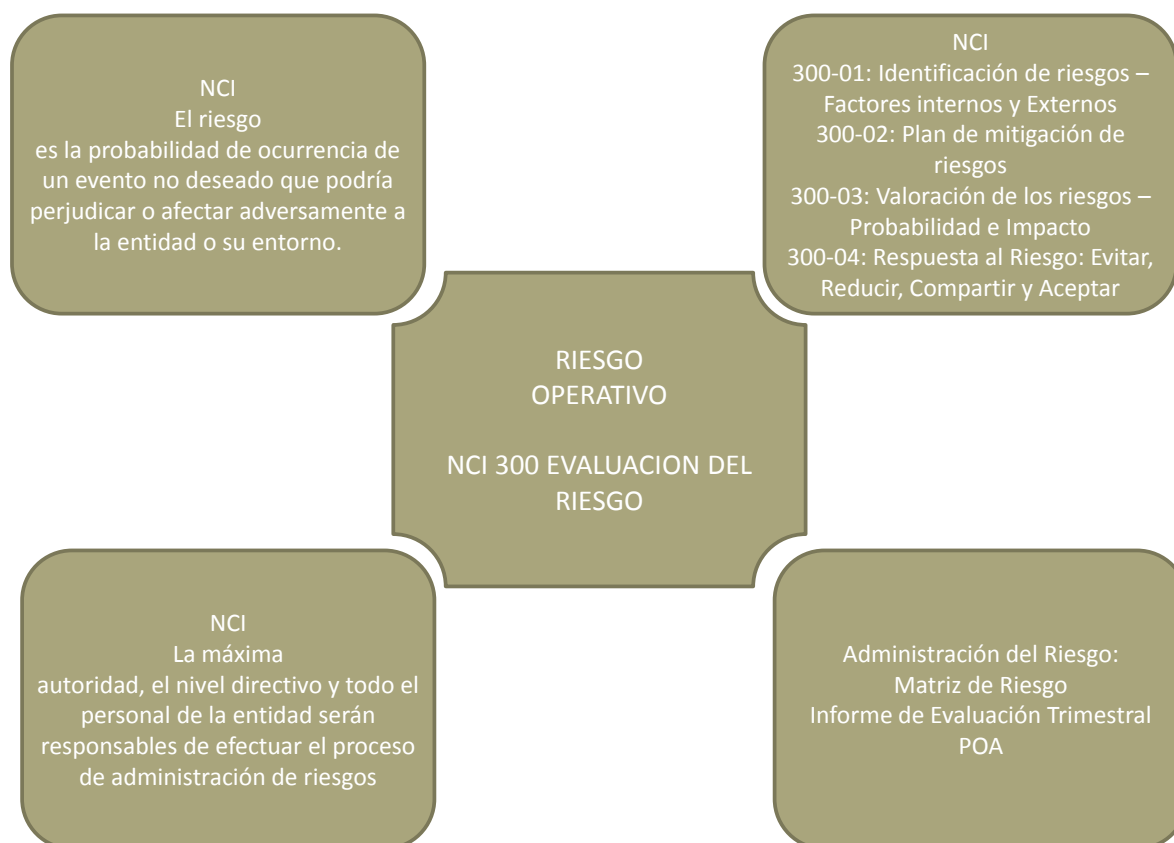 NCI
El riesgo
es la probabilidad de ocurrencia de
un evento no deseado que podría
perjudicar o afectar adversamente a
la entidad o su entorno.
NCI
300-01: Identificación de riesgos –
Factores internos y Externos
300-02: Plan de mitigación de
riesgos
300-03: Valoración de los riesgos –
Probabilidad e Impacto
300-04: Respuesta al Riesgo: Evitar,
Reducir, Compartir y Aceptar
RIESGO
OPERATIVO
NCI 300 EVALUACION DEL
RIESGO
NCI
La máxima
autoridad, el nivel directivo y todo el
personal de la entidad serán
responsables de efectuar el proceso
de administración de riesgos
Administración del Riesgo:
Matriz de Riesgo
Informe de Evaluación Trimestral
POA